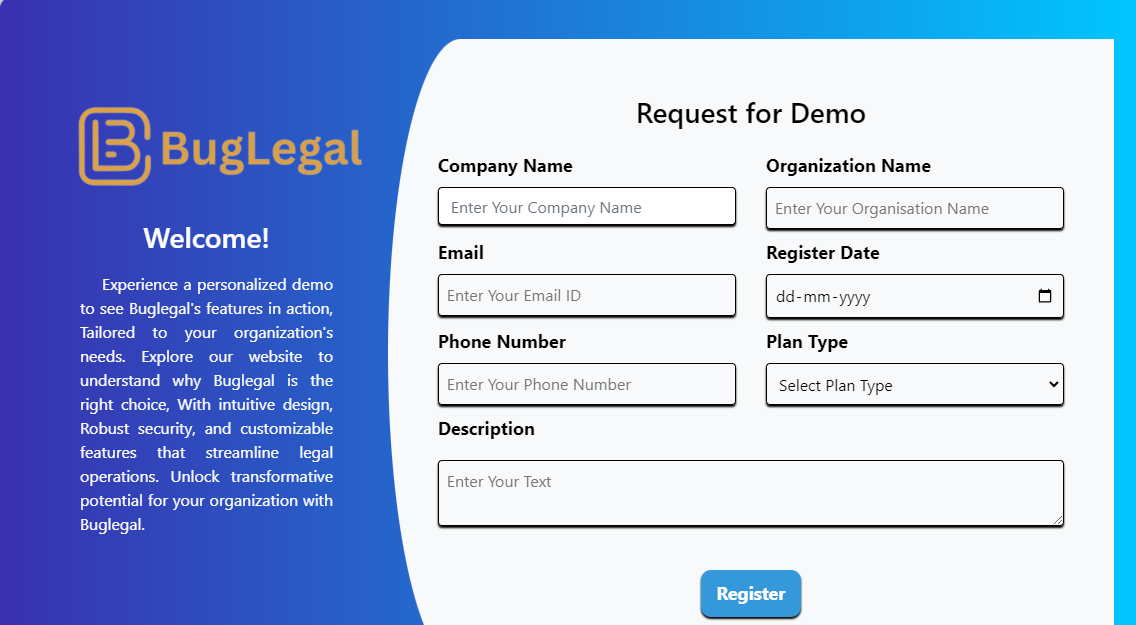 BugLegal
Welcome!
Experience a personalized demo
to see Buglegal's features in action,
Tailored to your organization's
needs. Explore our website to
understand why Buglegal is the
right choice, With intuitive design,
Robust security, and customizable
features that streamline legal
operations. Unlock transformative
potential for your organization with
Buglegal.
Request for Demo
Company Name
Enter Your Company Name
Organization Name
Enter Your Organisation Name
Email
Enter Your Email ID
Register Date
dd-mm-yyyy
Phone Number
Enter Your Phone Number
Plan Type
Select Plan Type
Description
Enter Your Text
Register